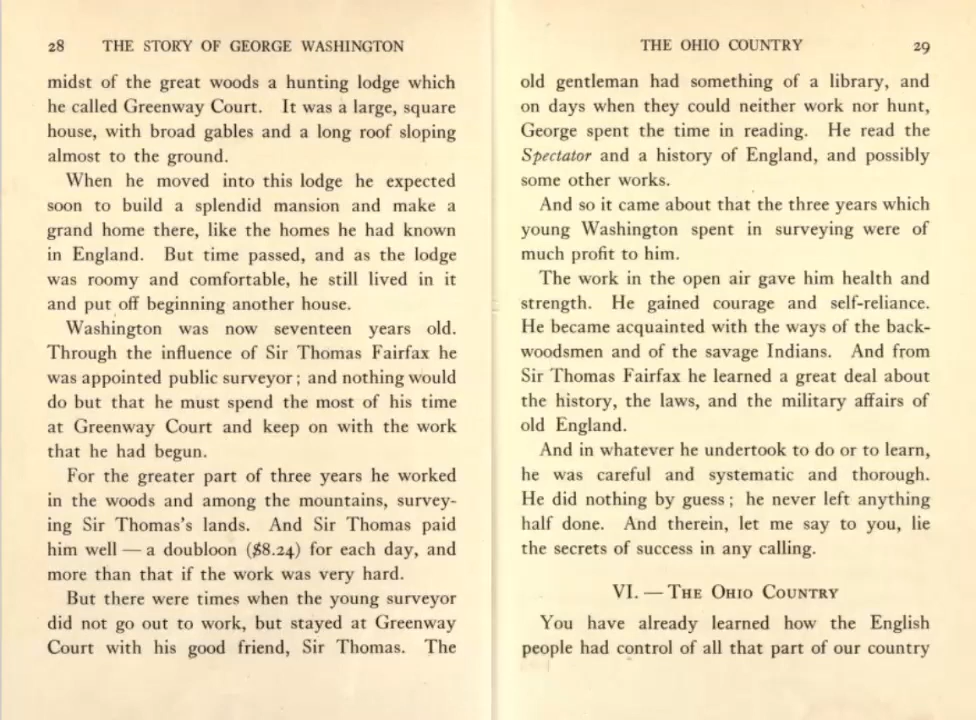 28 THE STORY OF GEORGE WASHINGTON
midst of the great woods a hunting lodge which
he called Greenway Court. It was a large, square
house, with broad gables and a long roof sloping
almost to the ground.
When he moved into this lodge he expected
soon to build a splendid mansion and make a
grand home there, like the homes he had known
in England. But time passed, and as the lodge
was roomy and comfortable, he still lived in it
and put off beginning another house.
Washington was now seventeen years old.
Through the influence of Sir Thomas Fairfax he
was appointed public surveyor; and nothing would
do but that he must spend the most of his time
at Greenway Court and keep on with the work
that he had begun.
For the greater part of three years he worked
in the woods and among the mountains, survey-
ing Sir Thomas's lands. And Sir Thomas paid
him well — a doubloon ($8.24) for each day, and
more than that if the work was very hard.
But there were times when the young surveyor
did not go out to work, but stayed at Greenway
Court with his good friend, Sir Thomas. The
THE OHIO COUNTRY 29
old gentleman had something of a library, and
on days when they could neither work nor hunt,
George spent the time in reading. He read the
Spectator and a history of England, and possibly
some other works.
And so it came about that the three years which
young Washington spent in surveying were of
much profit to him.
The work in the open air gave him health and
strength. He gained courage and self-reliance.
He became acquainted with the ways of the back-
woodsmen and of the savage Indians. And from
Sir Thomas Fairfax he learned a great deal about
the history, the laws, and the military affairs of
old England.
And in whatever he undertook to do or to learn,
he was careful and systematic and thorough.
He did nothing by guess; he never left anything
half done. And therein, let me say to you, lie
the secrets of success in any calling.
VI. — THE OHIO COUNTRY
You have already learned how the English
people had control of all that part of our country